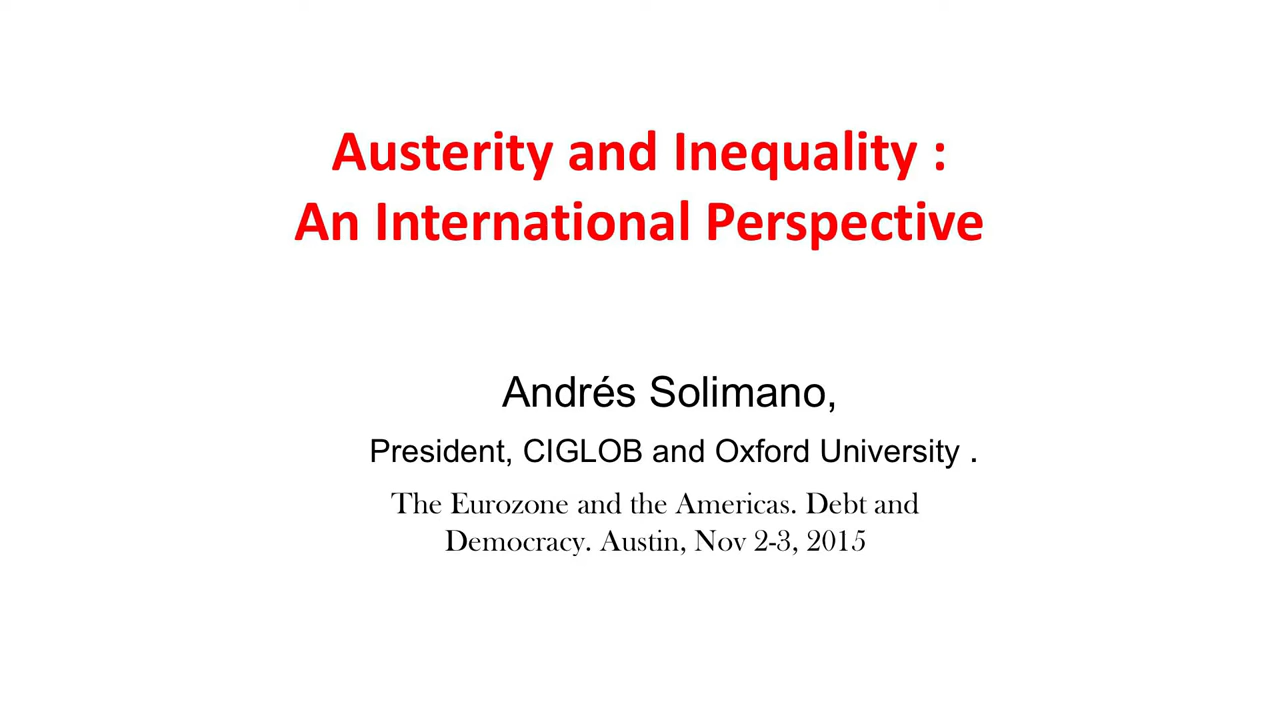 Austerity and Inequality :
An International Perspective
Andrés Solimano,
President, CIGLOB and Oxford University .
The Eurozone and the Americas. Debt and
Democracy. Austin, Nov 2-3, 2015